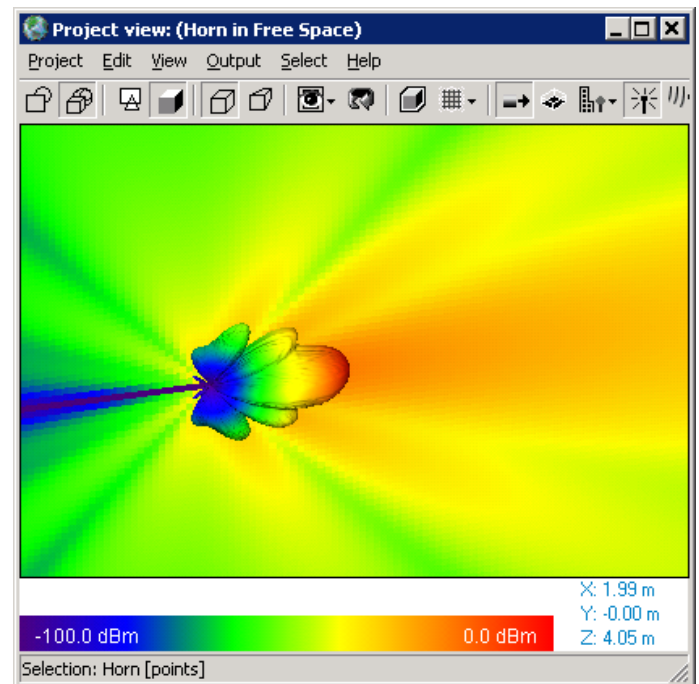 Project view: (Horn in Free Space)
Project Edit View Output Select Help
X: 1.99 m
Y: -0.00 m
-100.0 dBm 0.0 dBm Z: 4.05 m
Selection: Horn [points]